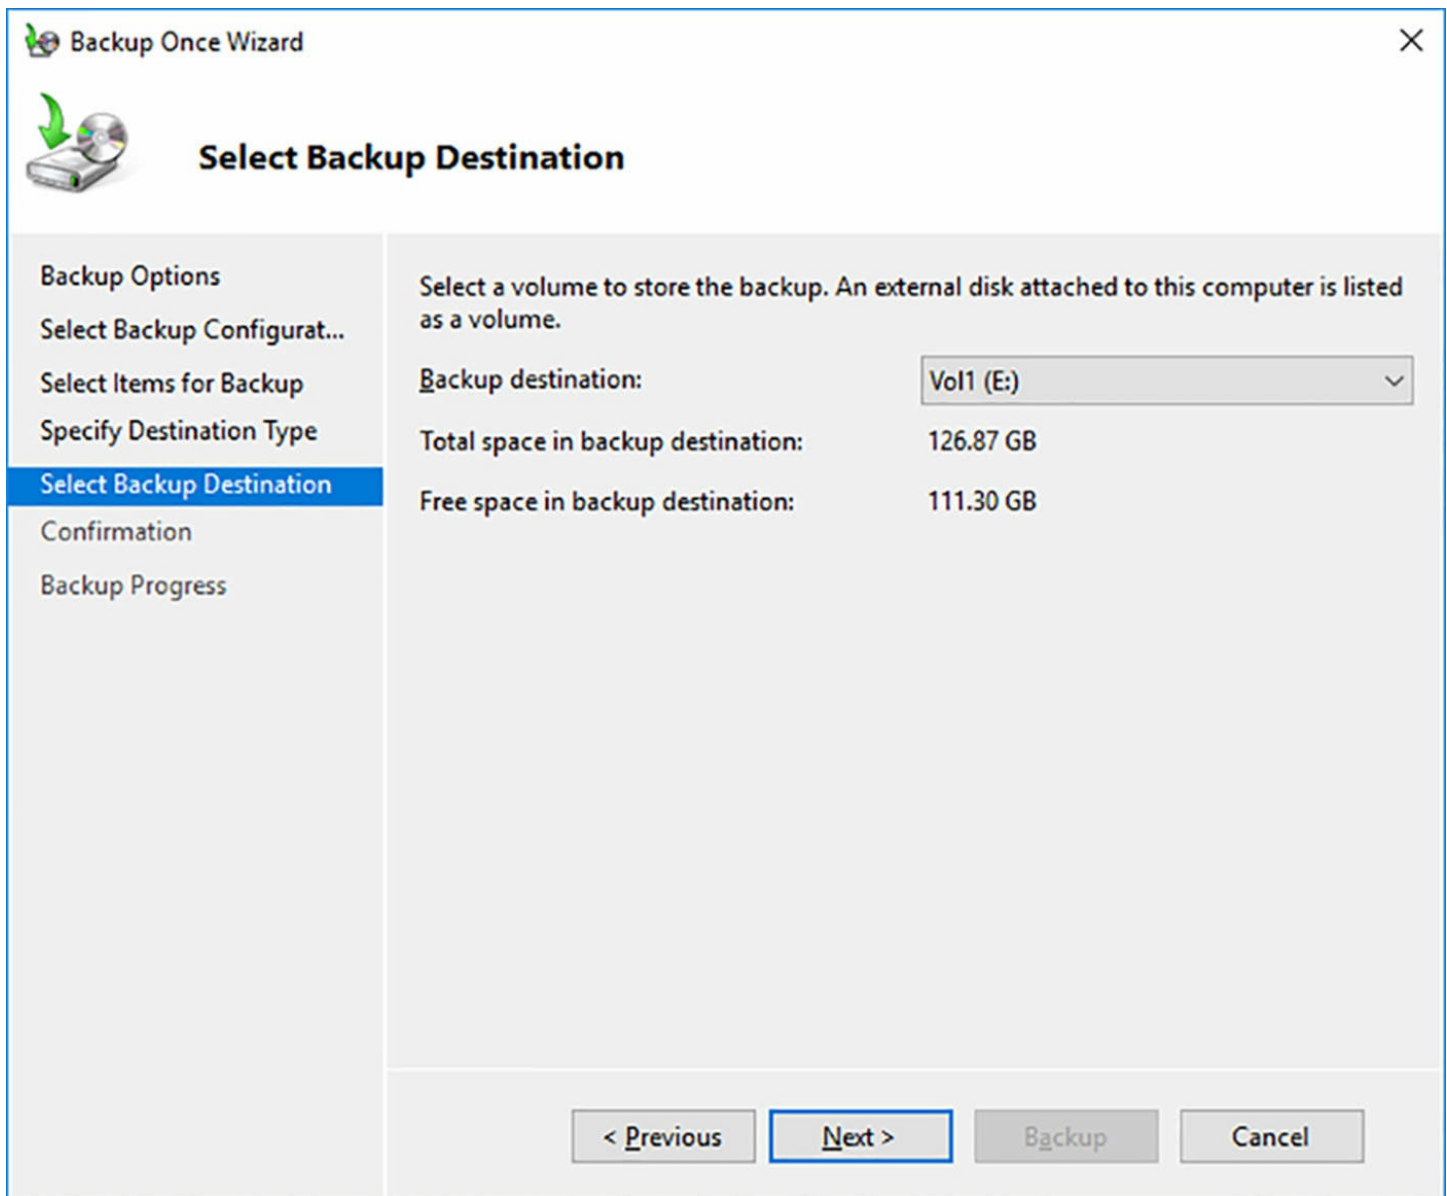 Backup Once Wizard
Select Backup Destination
Backup Options
Select Backup Configurat...
Select Items for Backup
Specify Destination Type
Select Backup Destination
Confirmation
Backup Progress
Select a volume to store the backup. An external disk attached to this computer is listed
as a volume.
Backup destination: Vol1 (E:)
Total space in backup destination: 126.87 GB
Free space in backup destination: 111.30 GB
< Previous Next > Backup Cancel